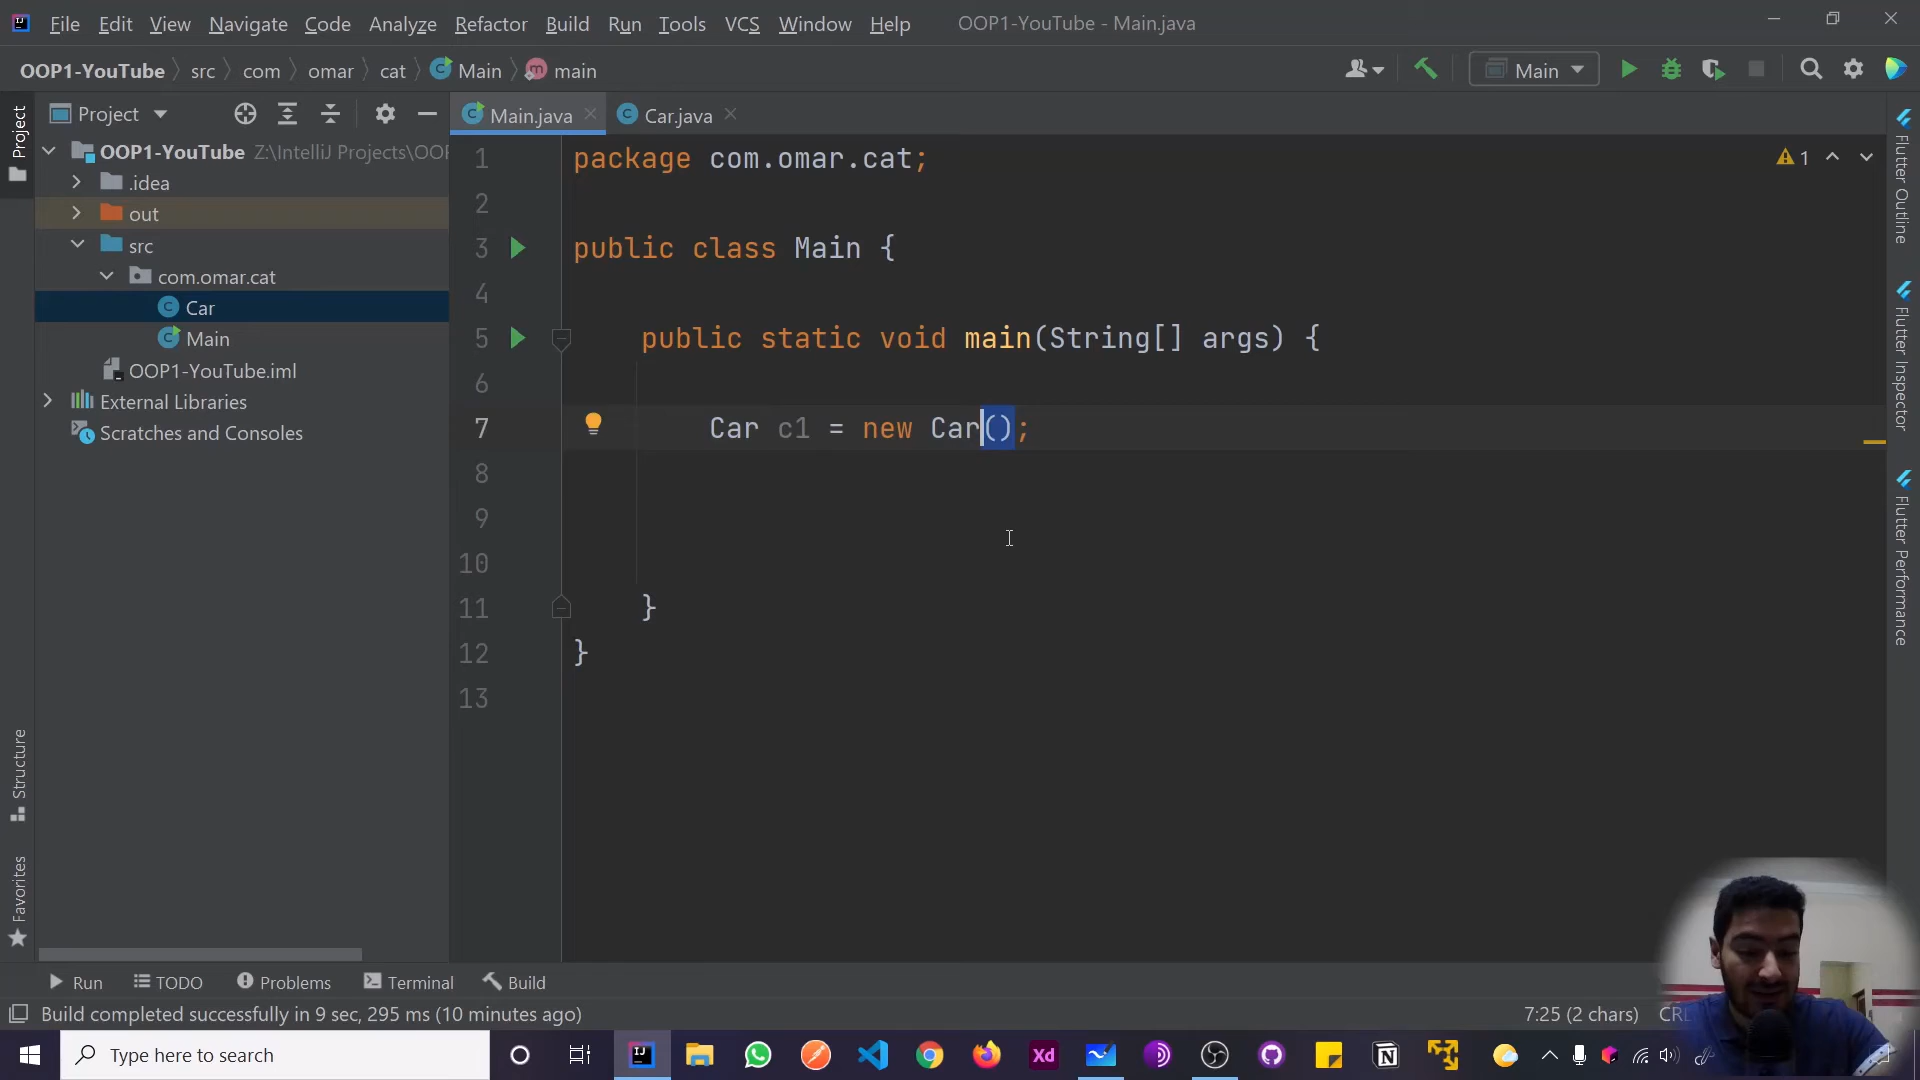 File Edit View Navigate Code Analyze Refactor Build Run Tools VCS Window Help OOP1-YouTube - Main.java
OOP1-YouTube src com omar cat Main main
Main
Project
Main.java
Car.java
Project
OOP1-YouTube Z:\IntelliJ Projects\OOP
.idea
out
src
com.omar.cat
Car
Main
OOP1-YouTube.iml
External Libraries
Scratches and Consoles
1 package com.omar.cat;
2
3 public class Main {
4
5 public static void main(String[] args) {
6
7 Car c1 = new Car();
8
9
10
11 }
12 }
13
1
Flutter Outline
Flutter Inspector
Flutter Performance
Structure
Favorites
Run TODO Problems Terminal Build
Build completed successfully in 9 sec, 295 ms (10 minutes ago)
7:25 (2 chars)
Type here to search